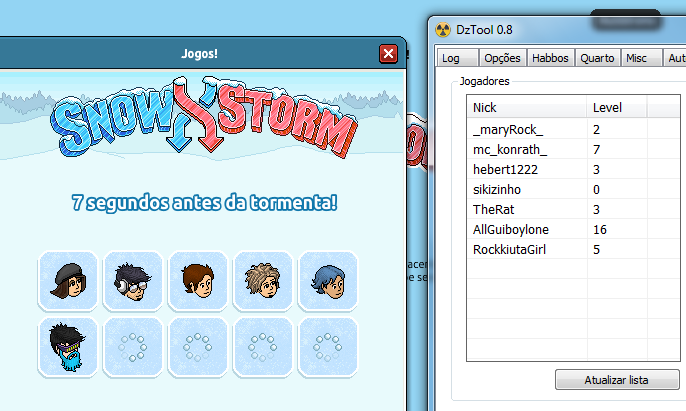 Jogos!
SNOW STORM
7 segundos antes da tormenta!
DzTool 0.8
Log Opções Habbos Quarto Misc Aut
Jogadores
Nick Level
_maryRock_ 2
mc_konrath_ 7
hebert1222 3
sikizinho 0
TheRat 3
AllGuiboylone 16
RockkiutaGirl 5
Atualizar lista